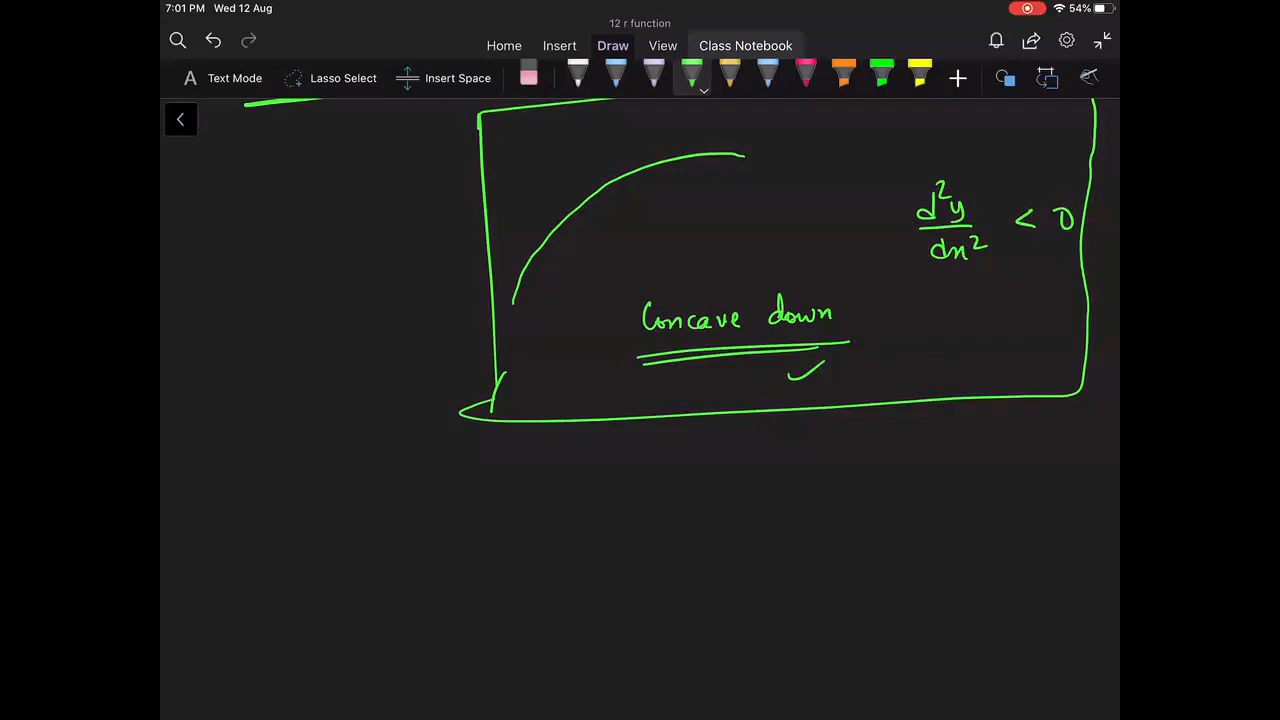 7:01 PM Wed 12 Aug
54%
12 r function
Home Insert Draw View Class Notebook
A Text Mode Lasso Select Insert Space
d²y/dx² < 0
Concave down